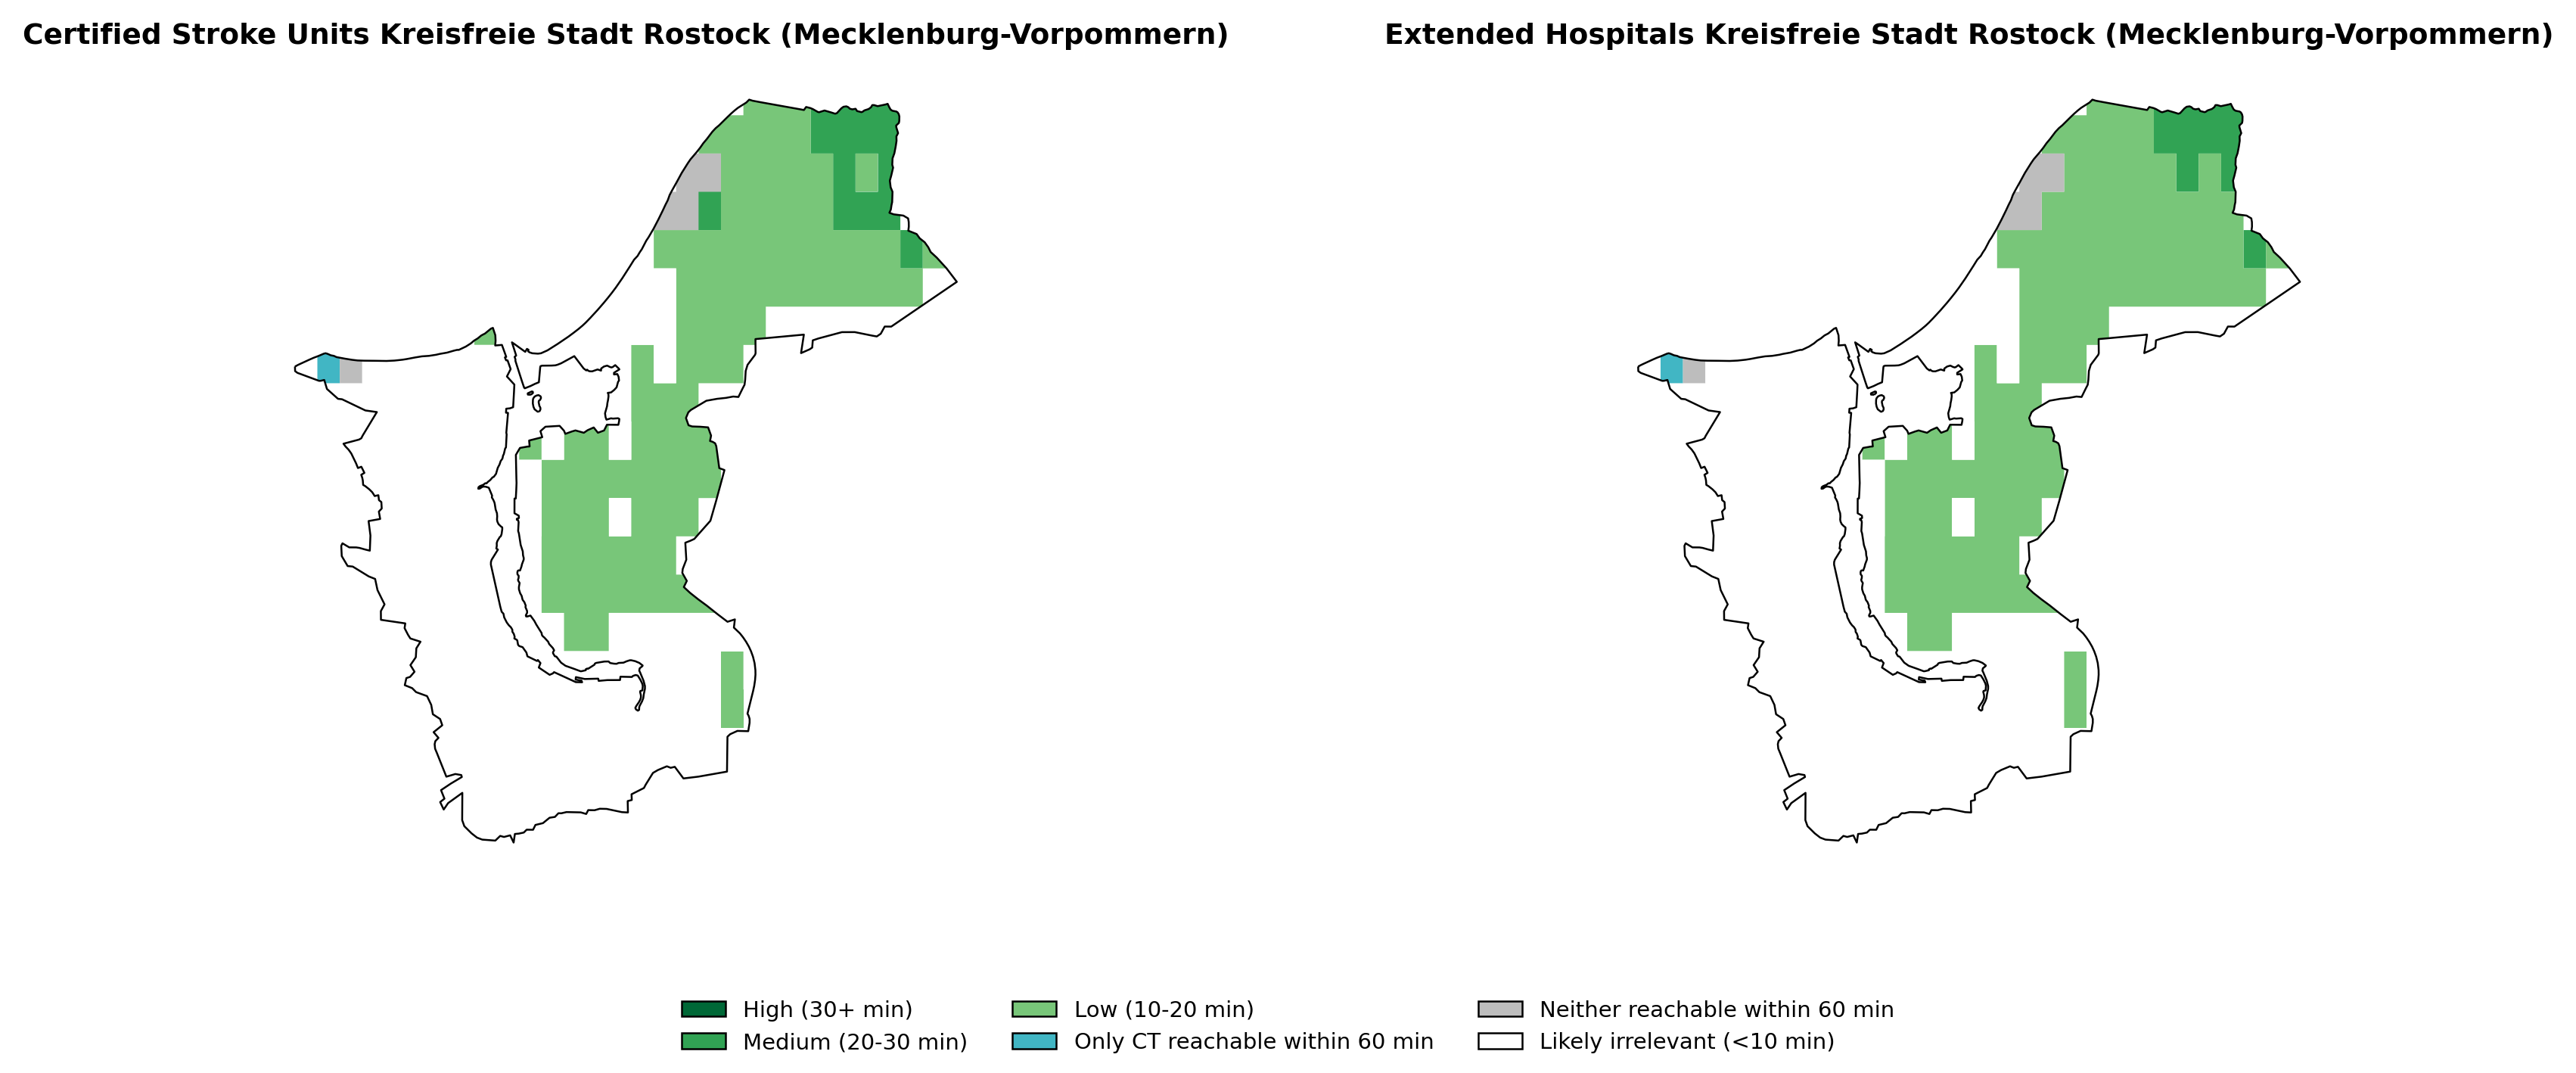 Certified Stroke Units Kreisfreie Stadt Rostock (Mecklenburg-Vorpommern)
Extended Hospitals Kreisfreie Stadt Rostock (Mecklenburg-Vorpommern)
High (30+ min)
Medium (20-30 min)
Low (10-20 min)
Only CT reachable within 60 min
Neither reachable within 60 min
Likely irrelevant (<10 min)